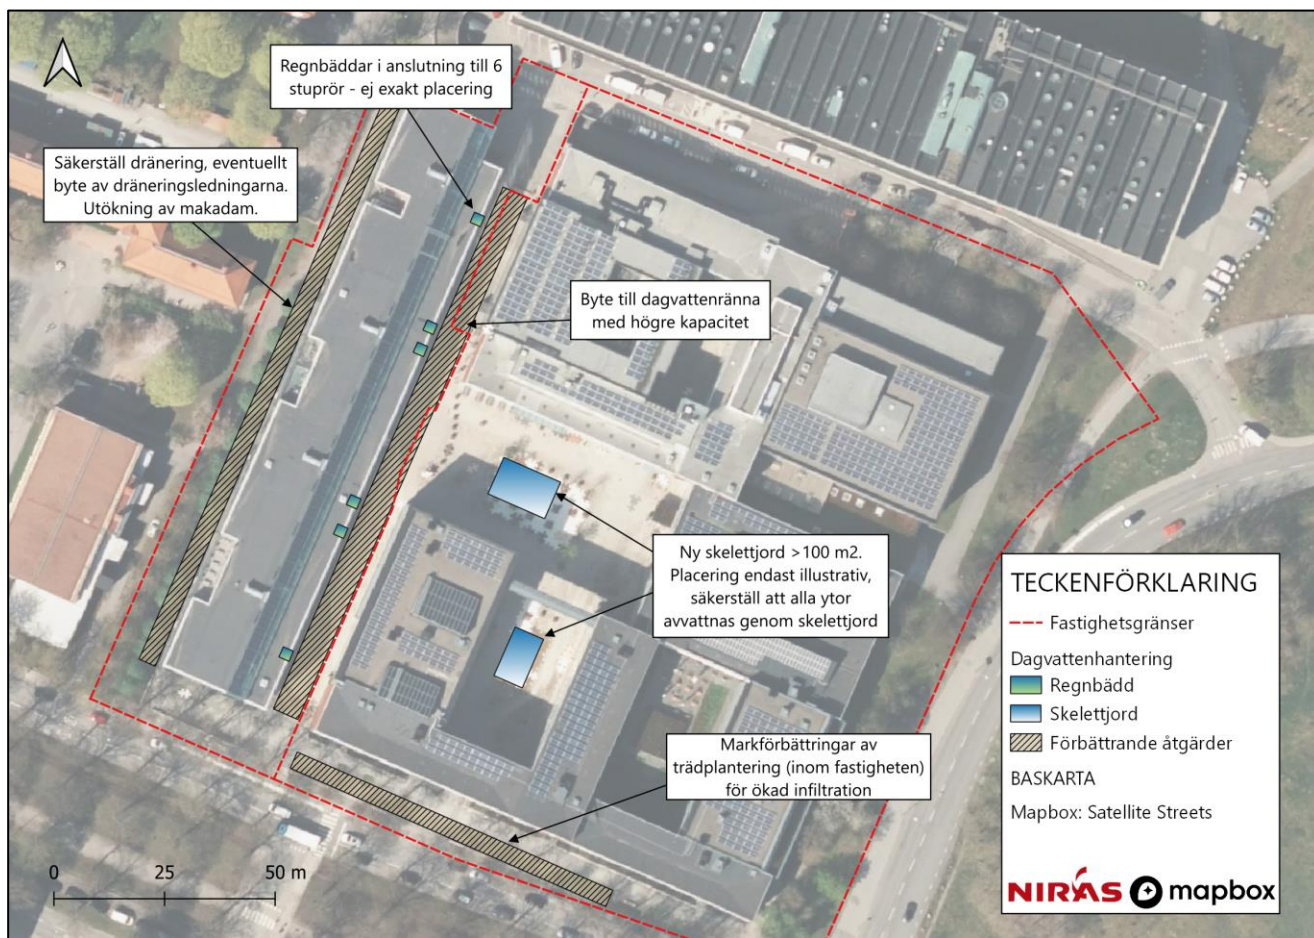 Regnbäddar i anslutning till 6
stuprör - ej exakt placering
Säkerställ dränering, eventuellt
byte av dräneringsledningarna.
Utökning av makadam.
Byte till dagvattenränna
med högre kapacitet
Ny skelettjord >100 m2.
Placering endast illustrativ,
säkerställ att alla ytor
avvattnas genom skelettjord
Markförbättringar av
trädplantering (inom fastigheten)
för ökad infiltration
0 25 50 m
TECKENFÖRKLARING
Fastighetsgränser
Dagvattenhantering
Regnbädd
Skelettjord
Förbättrande åtgärder
BASKARTA
Mapbox: Satellite Streets
NIRAS mapbox